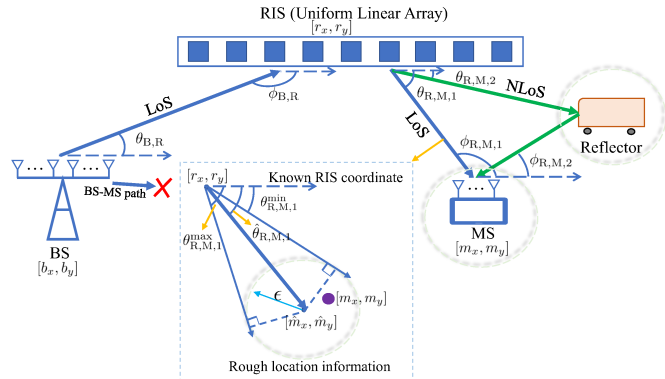 RIS (Uniform Linear Array)
[r_x, r_y]
LoS
ϕ_B,R
θ_B,R
BS-MS path
BS
[b_x, b_y]
θ_R,M,2
θ_R,M,1
NLoS
LoS
ϕ_R,M,1
ϕ_R,M,2
Reflector
MS
[m_x, m_y]
[r_x, r_y]
Known RIS coordinate
θ^min_R,M,1
θ^max_R,M,1
θ̂_R,M,1
ϵ
[m_x, m_y]
[m̂_x, m̂_y]
Rough location information